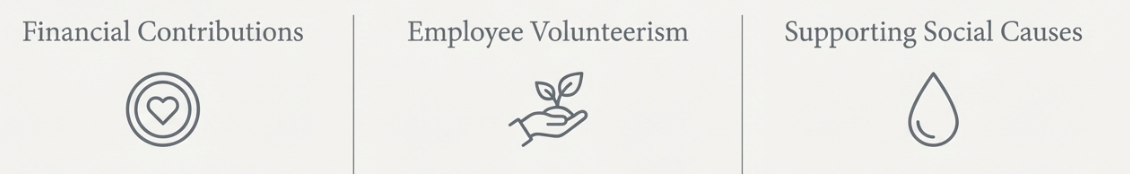 Financial Contributions
Employee Volunteerism
Supporting Social Causes